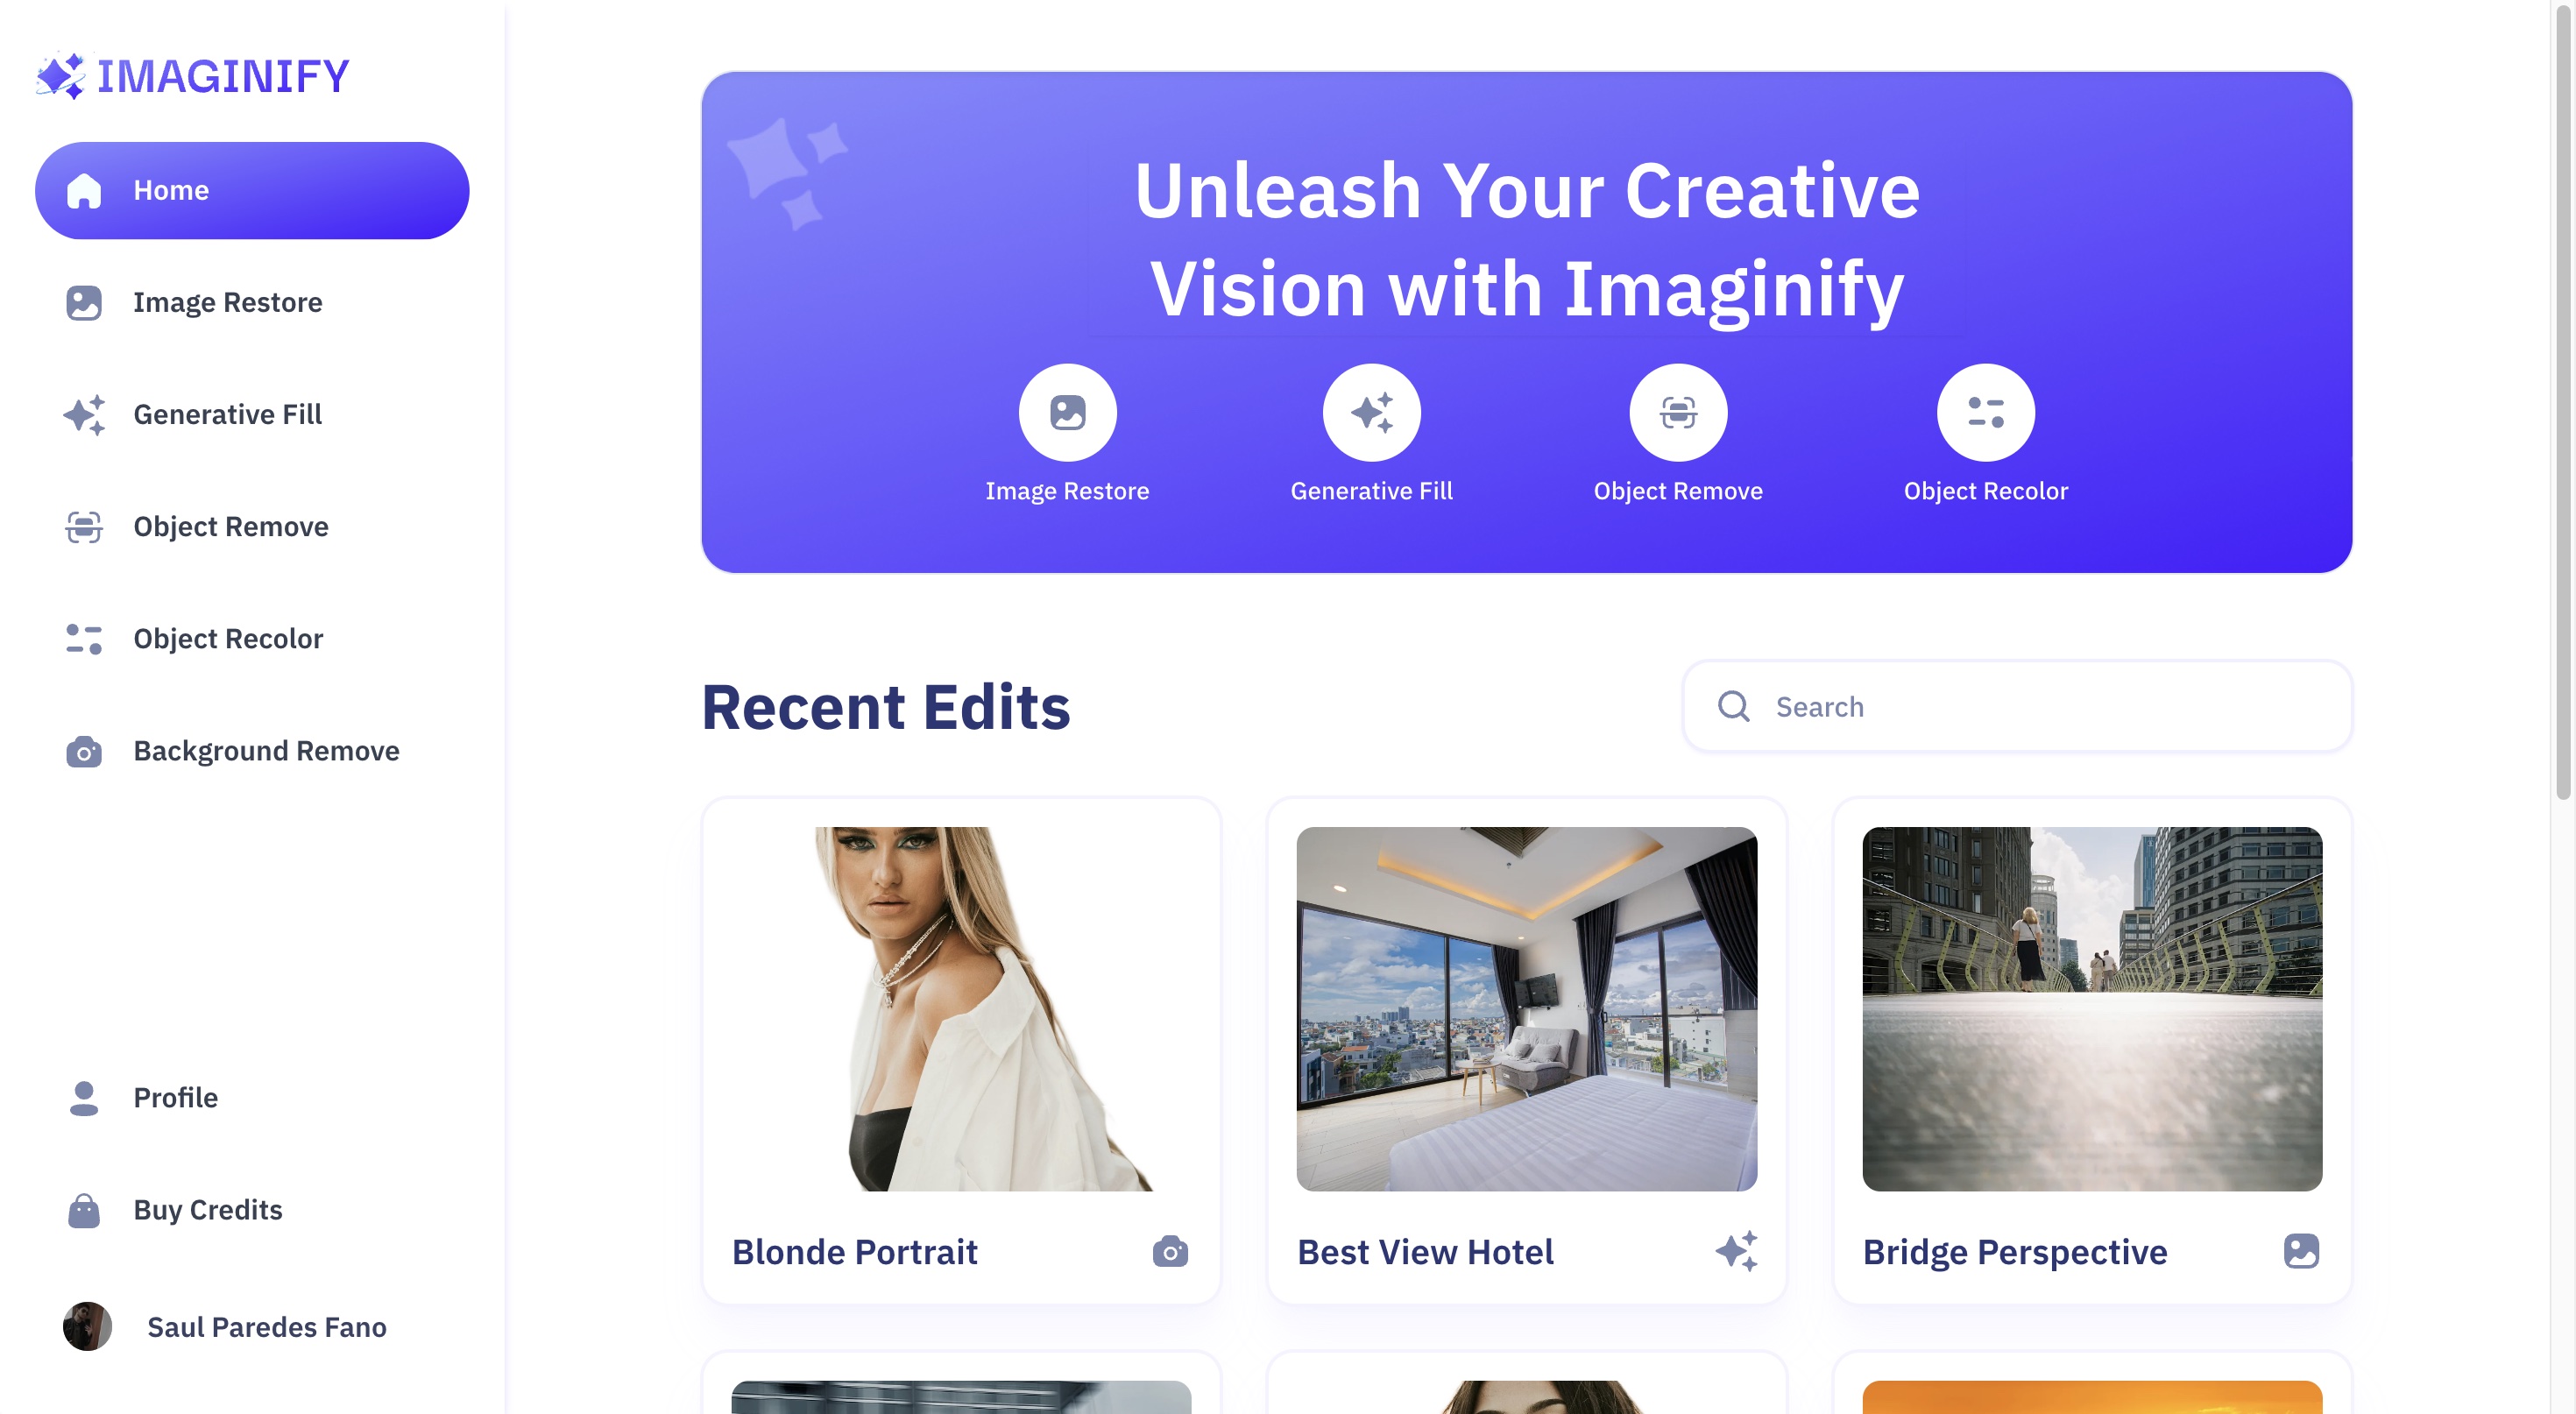 IMAGINIFY
Home
Image Restore
Generative Fill
Object Remove
Object Recolor
Background Remove
Profile
Buy Credits
Saul Paredes Fano
Unleash Your Creative
Vision with Imaginify
Image Restore
Generative Fill
Object Remove
Object Recolor
Recent Edits
Search
Blonde Portrait
Best View Hotel
Bridge Perspective